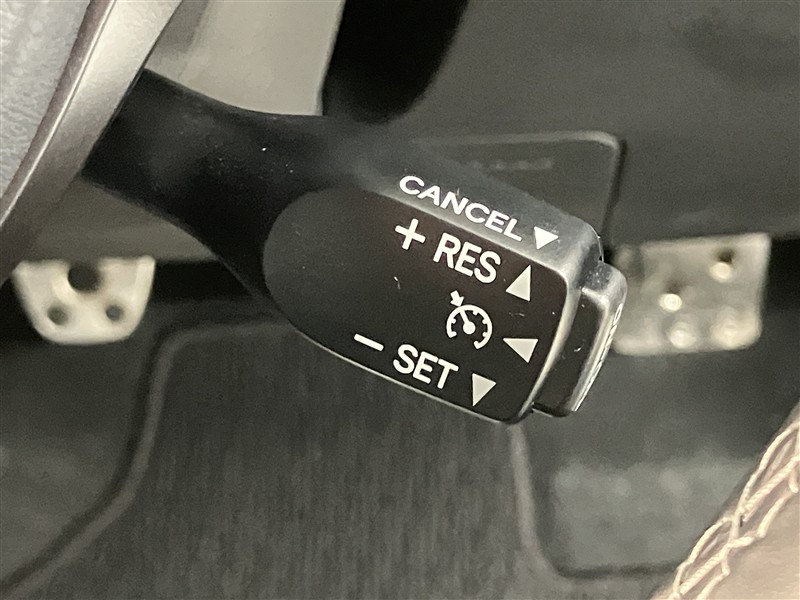 CANCEL
+ RES
- SET